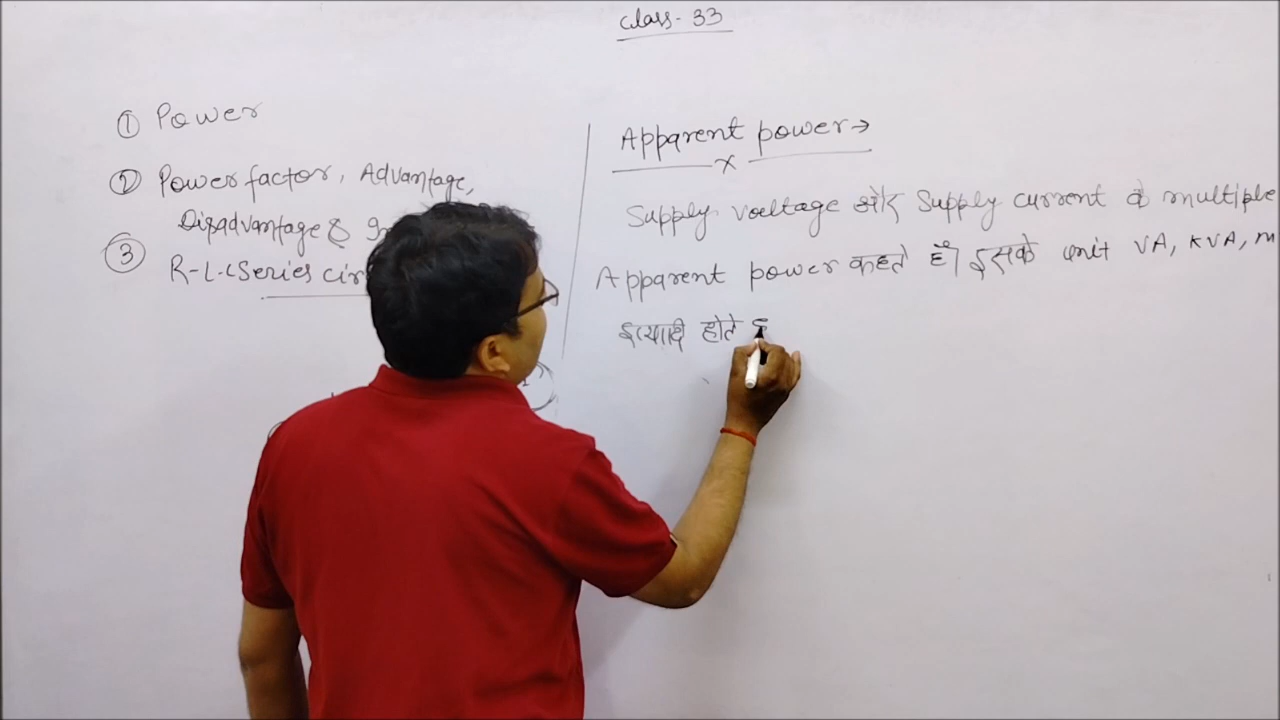 Class - 33
① Power
② Power factor, Advantage,
Disadvantage &
③ R-L-C Series cir
Apparent power →
Supply voeltage और Supply current के multiple
Apparent power कहते हैं। इसके unit VA, KVA, M
इत्यादी होते